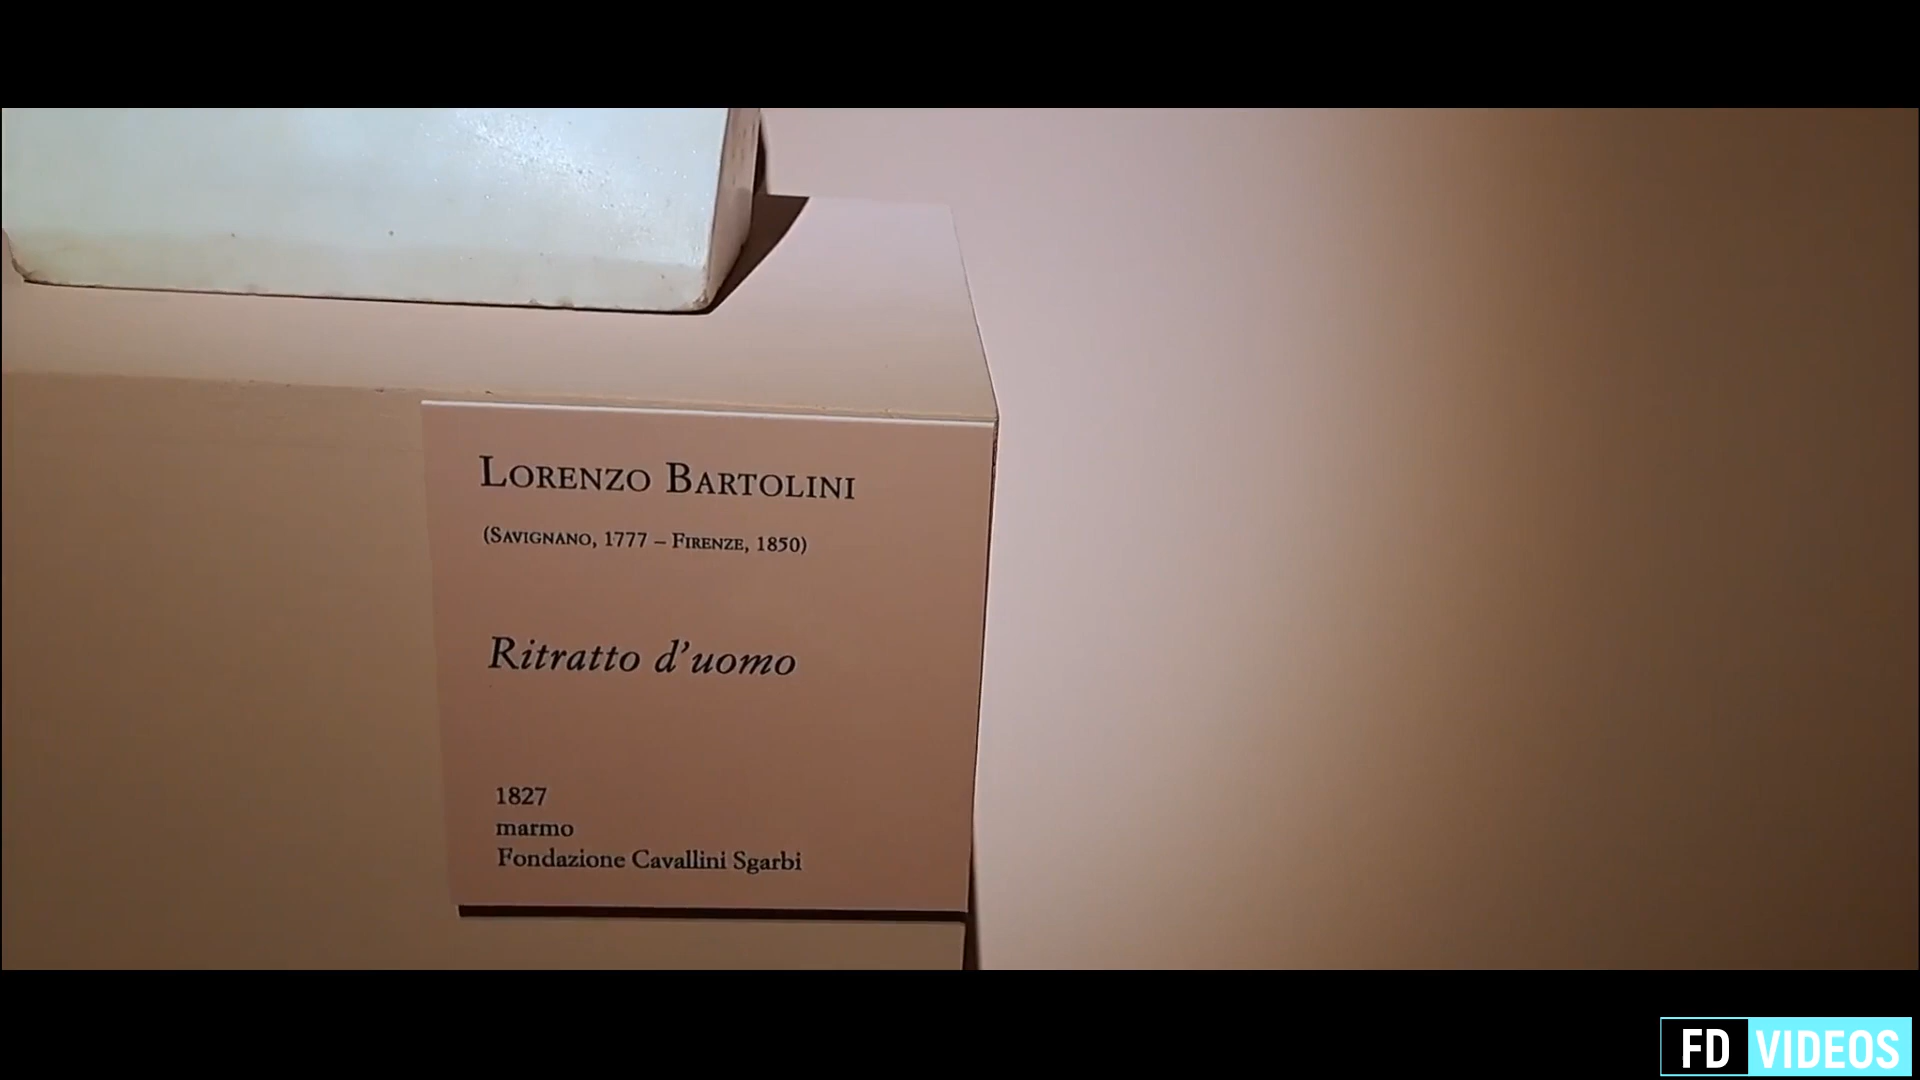 LORENZO BARTOLINI
(SAVIGNANO, 1777 – FIRENZE, 1850)
Ritratto d'uomo
1827
marmo
Fondazione Cavallini Sgarbi
FD VIDEOS